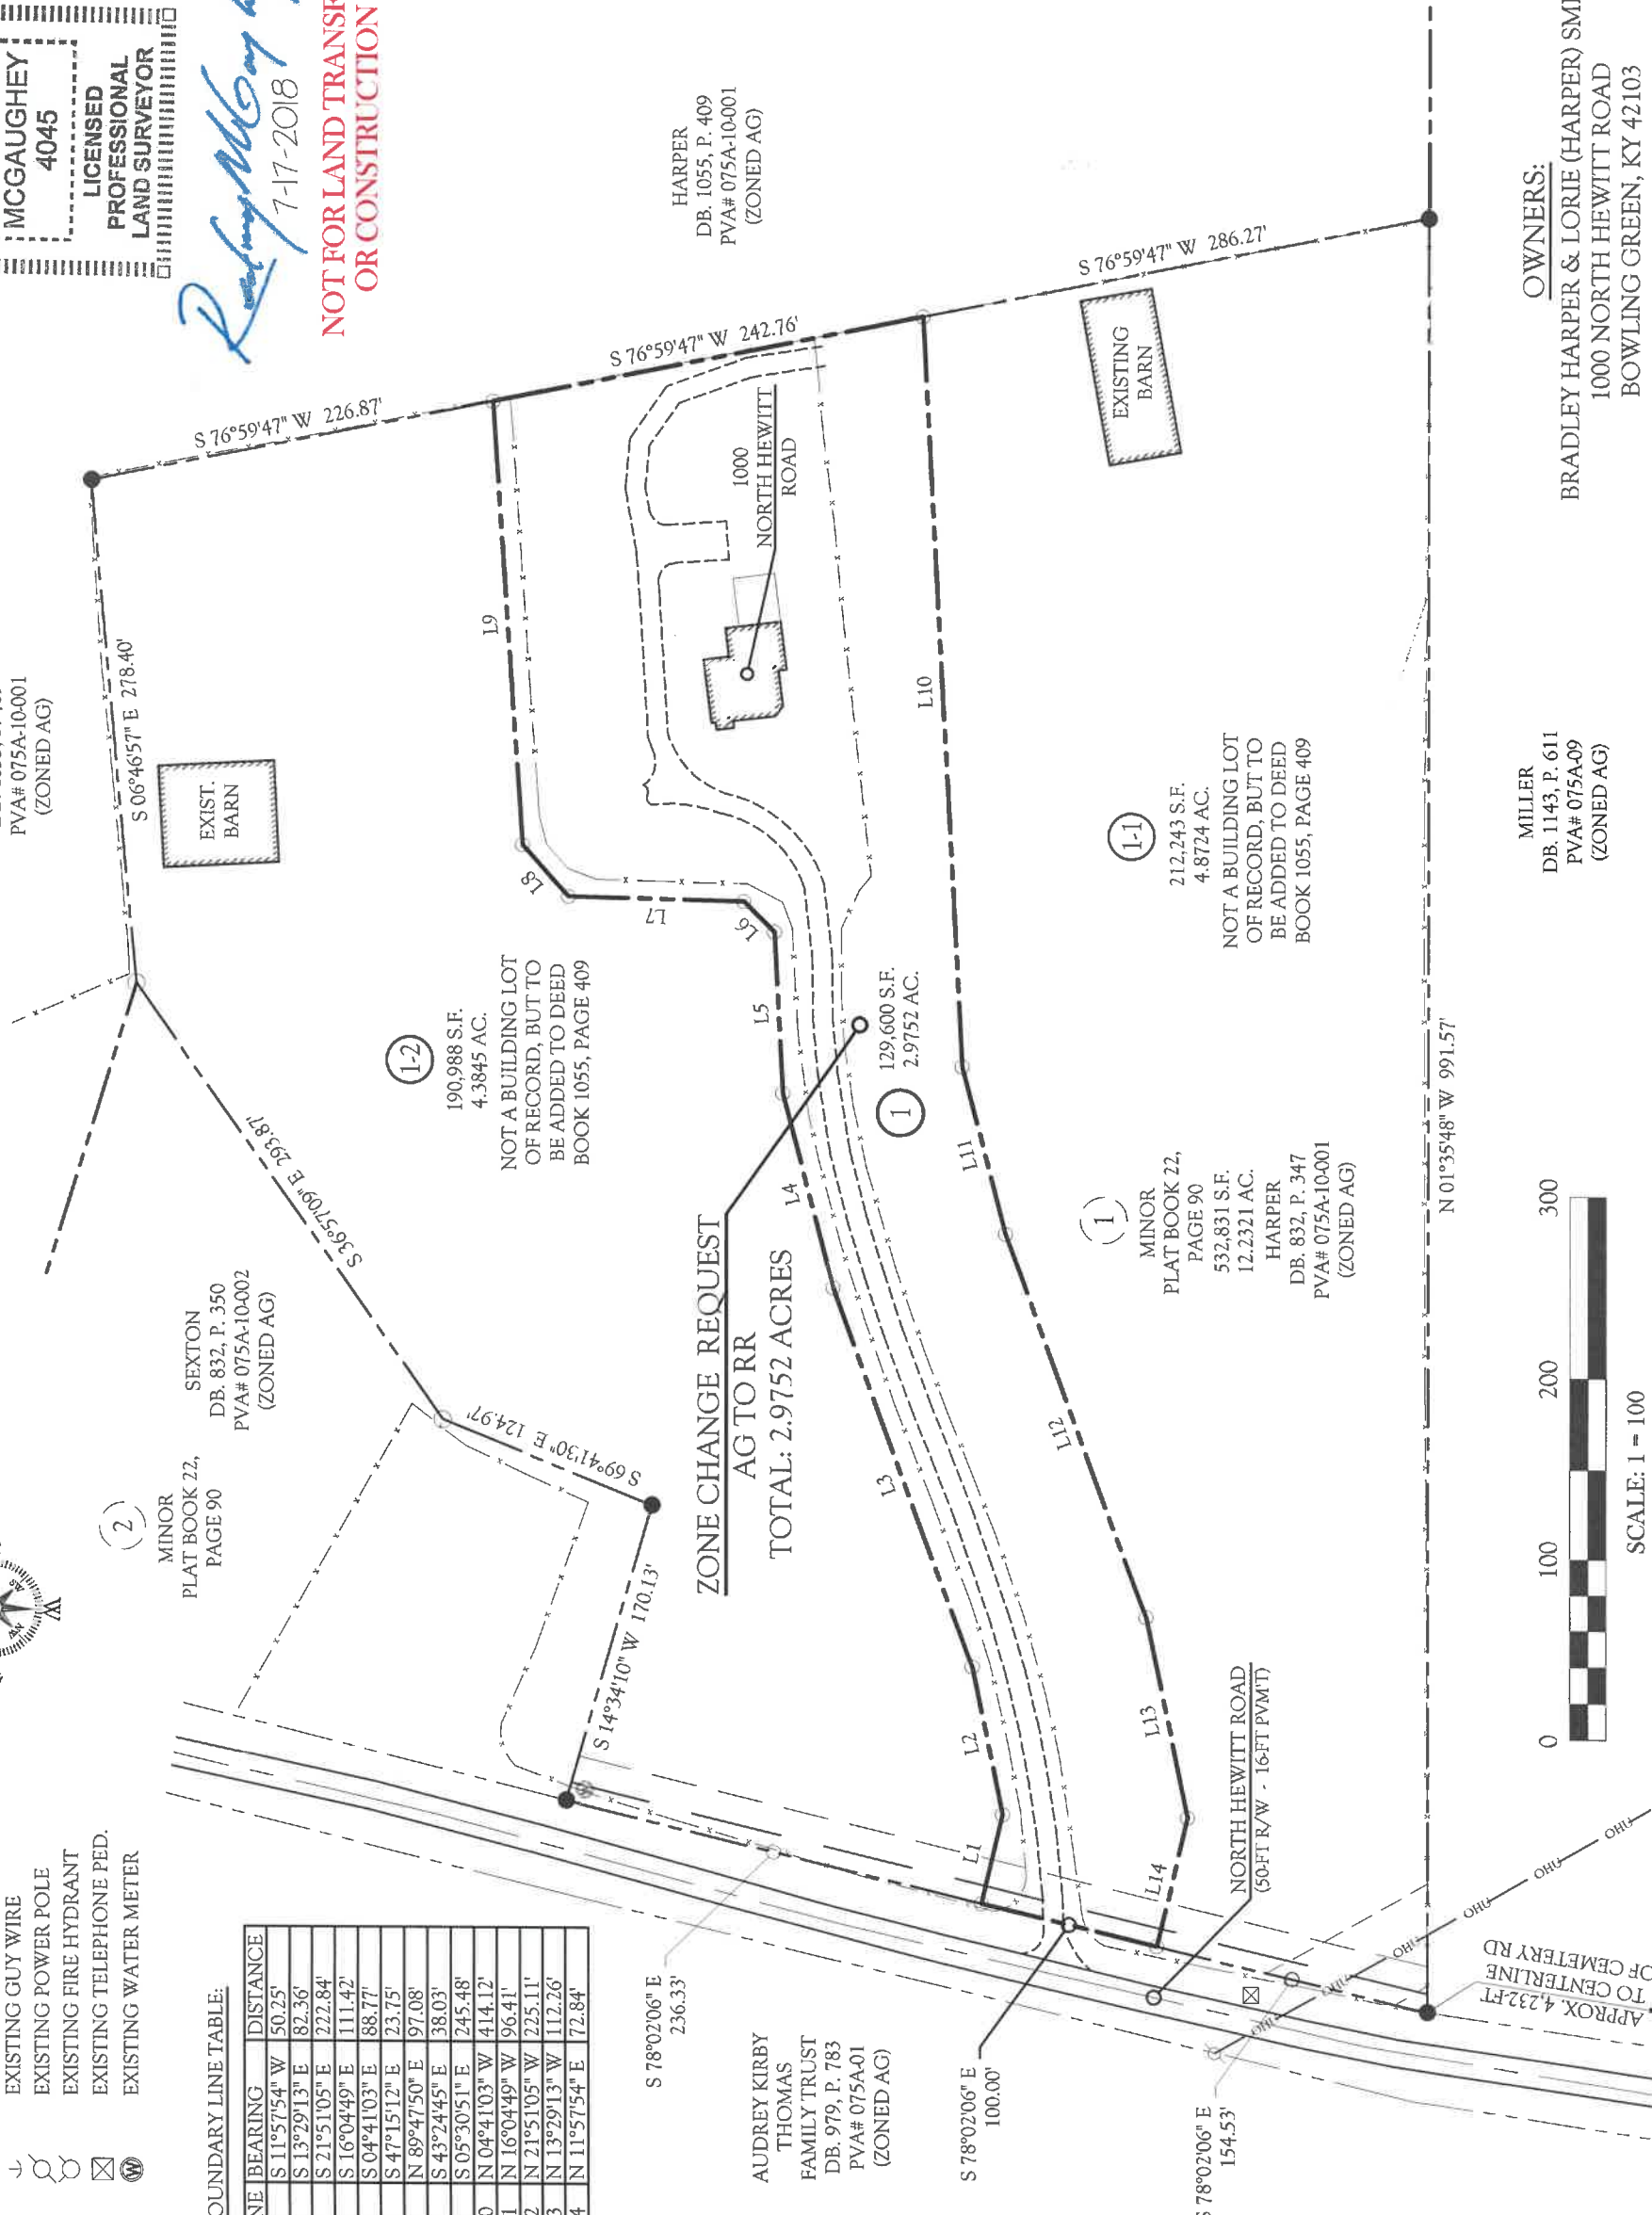 MCGAUGHEY
4045
LICENSED
PROFESSIONAL
LAND SURVEYOR
7-17-2018
NOT FOR LAND
OR CONSTRUCTION
PVA# 075A-10-001
(ZONED AG)
S 06°46'57" E 278.40'
EXIST.
BARN
S 76°59'47" W 226.87'
S 76°59'47" W 242.76'
S 76°59'47" W 286.27'
HARPER
DB. 1055, P. 409
PVA# 075A-10-001
(ZONED AG)
1000
NORTH HEWITT
ROAD
EXISTING
BARN
L9
L8
L7
L6
L5
L4
L3
L2
L1
L10
L11
L12
L13
L14
1-2
190,988 S.F.
4.3845 AC.
NOT A BUILDING LOT
OF RECORD, BUT TO
BE ADDED TO DEED
BOOK 1055, PAGE 409
1
129,600 S.F.
2.9752 AC.
1-1
212,243 S.F.
4.8724 AC.
NOT A BUILDING LOT
OF RECORD, BUT TO
BE ADDED TO DEED
BOOK 1055, PAGE 409
S 36°57'09" E 293.87'
SEXTON
DB. 832, P. 350
PVA# 075A-10-002
(ZONED AG)
2
MINOR
PLAT BOOK 22,
PAGE 90
S 69°41'30" E 124.97'
S 14°34'10" W 170.13'
ZONE CHANGE REQUEST
AG TO RR
TOTAL: 2.9752 ACRES
1
MINOR
PLAT BOOK 22,
PAGE 90
532,831 S.F.
12.2321 AC.
HARPER
DB. 832, P. 347
PVA# 075A-10-001
(ZONED AG)
N 01°35'48" W 991.57'
MILLER
DB. 1143, P. 611
PVA# 075A-09
(ZONED AG)
OWNERS:
BRADLEY HARPER & LORIE (HARPER)
1000 NORTH HEWITT ROAD
BOWLING GREEN, KY 42103
0 100 200 300
SCALE: 1 = 100
W
EXISTING GUY WIRE
EXISTING POWER POLE
EXISTING FIRE HYDRANT
EXISTING TELEPHONE PED.
W EXISTING WATER METER
BEARING DISTANCE
S 11°57'54" W 50.25'
S 13°29'13" E 82.36'
S 21°51'05" E 222.84'
S 16°04'49" E 111.42'
S 04°41'03" E 88.77'
S 47°15'12" E 23.75'
N 89°47'50" E 97.08'
S 43°24'45" E 38.03'
S 05°30'51" E 245.48'
N 04°41'03" W 414.12'
N 16°04'49" W 96.41'
N 21°51'05" W 225.11'
N 13°29'13" W 112.26'
N 11°57'54" E 72.84'
S 78°02'06" E
236.33'
AUDREY KIRBY
THOMAS
FAMILY TRUST
DB. 979, P. 783
PVA# 075A-01
(ZONED AG)
S 78°02'06" E
100.00'
78°02'06" E
154.53'
NORTH HEWITT ROAD
(50-FT R/W - 16-FT PVM'T)
OHU
OHU
OHU
OHU
OHU
APPROX. 4,232-FT
TO CENTERLINE
OF CEMETERY RD